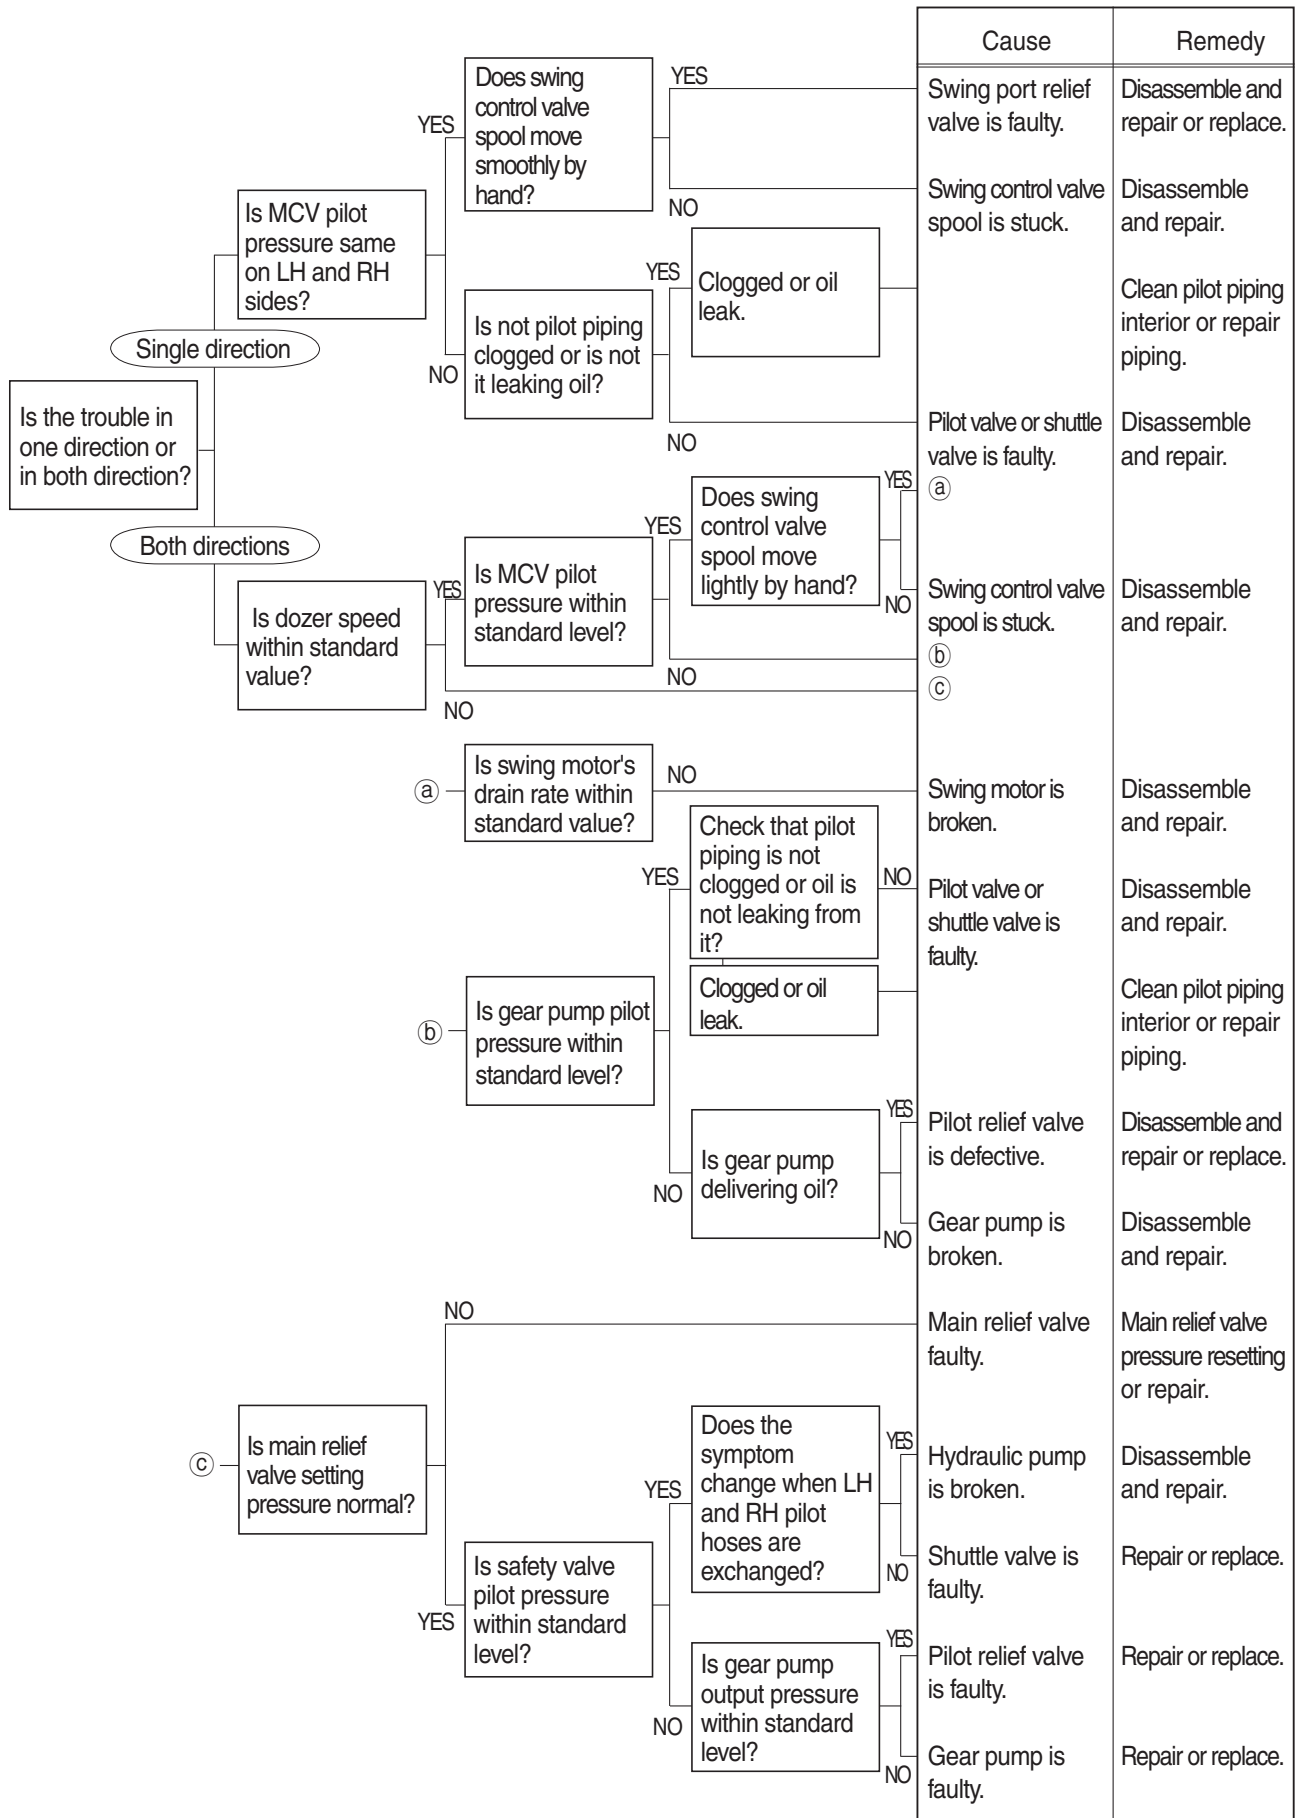 Cause
Remedy
Does swing
control valve
spool move
smoothly by
hand?
YES
YES
NO
Swing port relief
valve is faulty.
Disassemble and
repair or replace.
Swing control valve
spool is stuck.
Disassemble
and repair.
Is MCV pilot
pressure same
on LH and RH
sides?
Single direction
NO
Is not pilot piping
clogged or is not
it leaking oil?
YES
Clogged or oil
leak.
Clean pilot piping
interior or repair
piping.
NO
Pilot valve or shuttle
valve is faulty.
Disassemble
and repair.
Is the trouble in
one direction or
in both direction?
Both directions
Is dozer speed
within standard
value?
YES
NO
Is MCV pilot
pressure within
standard level?
YES
NO
Does swing
control valve
spool move
lightly by hand?
YES
NO
ⓐ
Swing control valve
spool is stuck.
Disassemble
and repair.
ⓑ
ⓒ
ⓐ
Is swing motor's
drain rate within
standard value?
NO
Swing motor is
broken.
Disassemble
and repair.
ⓑ
Is gear pump pilot
pressure within
standard level?
YES
Check that pilot
piping is not
clogged or oil is
not leaking from
it?
NO
Pilot valve or
shuttle valve is
faulty.
Disassemble
and repair.
Clogged or oil
leak.
Clean pilot piping
interior or repair
piping.
NO
Is gear pump
delivering oil?
YES
Pilot relief valve
is defective.
Disassemble and
repair or replace.
NO
Gear pump is
broken.
Disassemble
and repair.
ⓒ
Is main relief
valve setting
pressure normal?
NO
Main relief valve
faulty.
Main relief valve
pressure resetting
or repair.
YES
Is safety valve
pilot pressure
within standard
level?
YES
Does the
symptom
change when LH
and RH pilot
hoses are
exchanged?
YES
Hydraulic pump
is broken.
Disassemble
and repair.
NO
Shuttle valve is
faulty.
Repair or replace.
NO
Is gear pump
output pressure
within standard
level?
YES
Pilot relief valve
is faulty.
Repair or replace.
NO
Gear pump is
faulty.
Repair or replace.